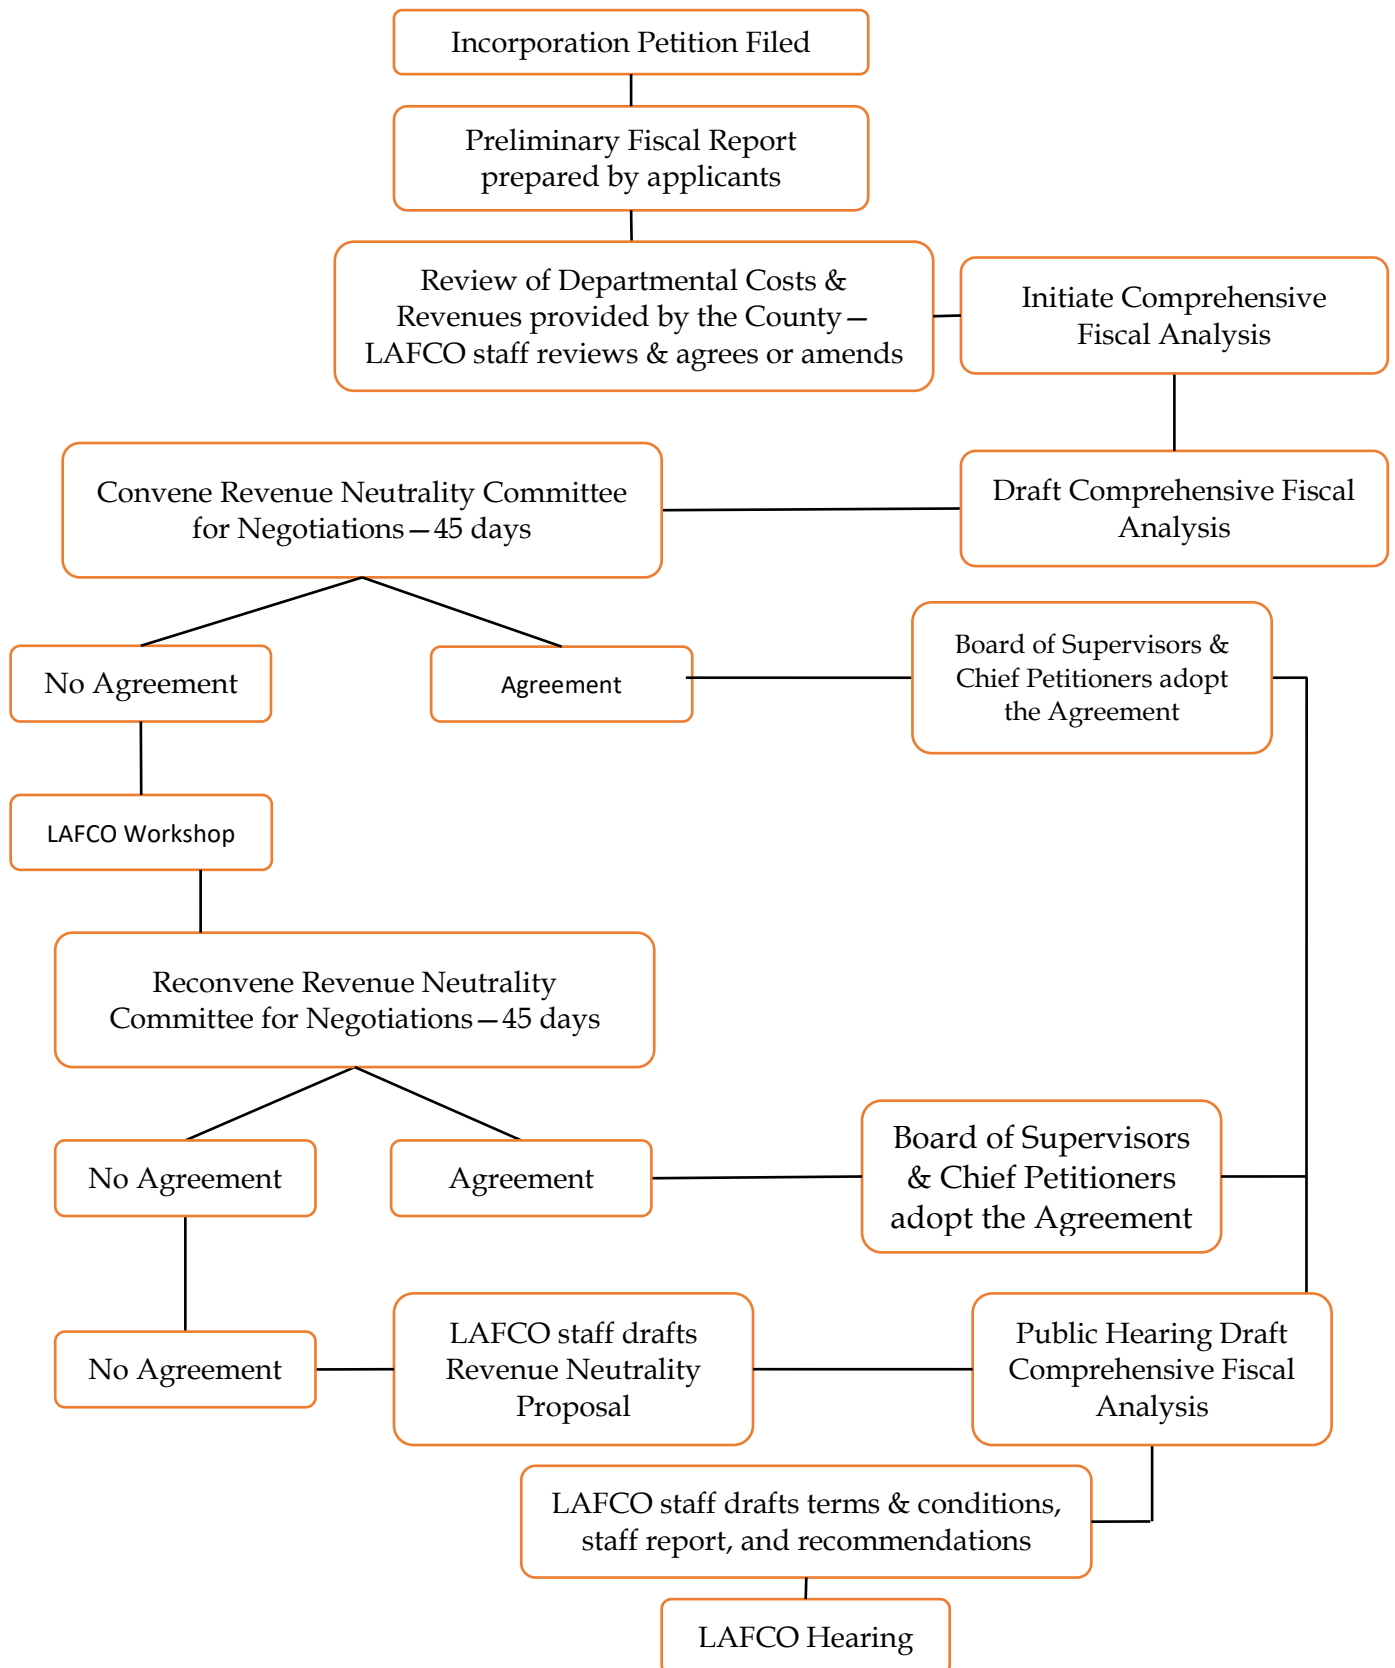 Incorporation Petition Filed
Preliminary Fiscal Report
prepared by applicants
Review of Departmental Costs &
Revenues provided by the County—
LAFCO staff reviews & agrees or amends
Initiate Comprehensive
Fiscal Analysis
Draft Comprehensive Fiscal
Analysis
Convene Revenue Neutrality Committee
for Negotiations—45 days
No Agreement
Agreement
Board of Supervisors &
Chief Petitioners adopt
the Agreement
LAFCO Workshop
Reconvene Revenue Neutrality
Committee for Negotiations—45 days
No Agreement
Agreement
Board of Supervisors
& Chief Petitioners
adopt the Agreement
No Agreement
LAFCO staff drafts
Revenue Neutrality
Proposal
Public Hearing Draft
Comprehensive Fiscal
Analysis
LAFCO staff drafts terms & conditions,
staff report, and recommendations
LAFCO Hearing